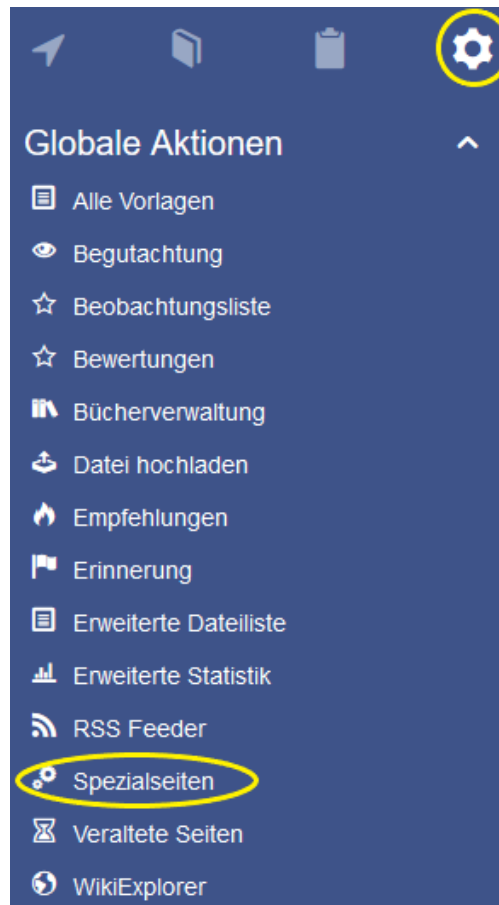 Globale Aktionen
Alle Vorlagen
Begutachtung
Beobachtungsliste
Bewertungen
Bücherverwaltung
Datei hochladen
Empfehlungen
Erinnerung
Erweiterte Dateiliste
Erweiterte Statistik
RSS Feeder
Spezialseiten
Veraltete Seiten
WikiExplorer